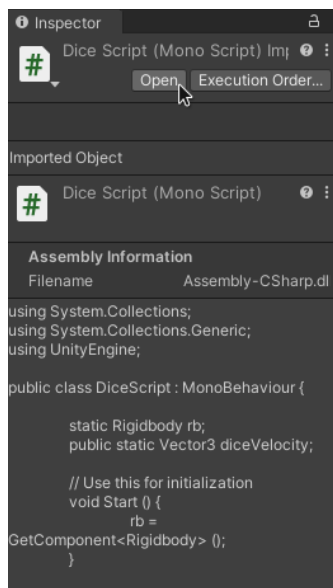 Inspector
Dice Script (Mono Script) Imp
Open
Execution Order...
Imported Object
Dice Script (Mono Script)
Assembly Information
Filename Assembly-CSharp.dl
using System.Collections;
using System.Collections.Generic;
using UnityEngine;
public class DiceScript : MonoBehaviour {
static Rigidbody rb;
public static Vector3 diceVelocity;
// Use this for initialization
void Start () {
rb =
GetComponent<Rigidbody> ();
}